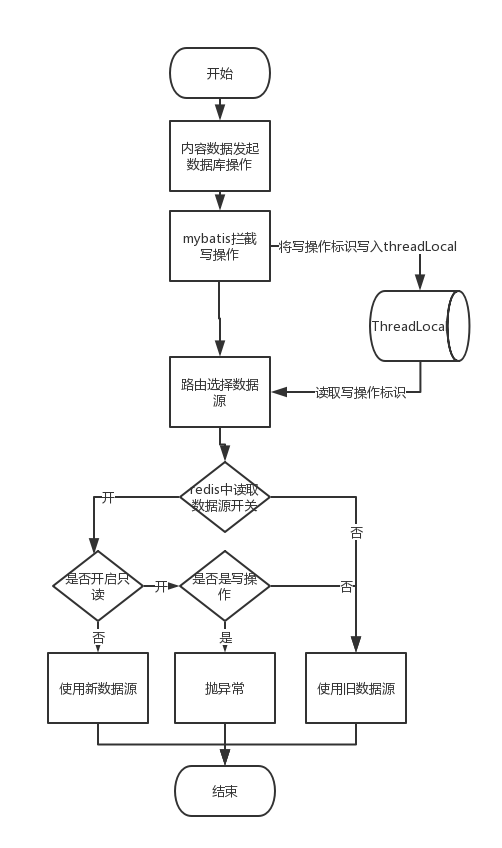 开始
内容数据发起
数据库操作
mybatis拦截
写操作
将写操作标识写入threadLocal
ThreadLocal
路由选择数据
源
读取写操作标识
redis中读取
数据源开关
开
否
是否开启只
读
开
是否是写操
作
否
否
是
使用新数据源
抛异常
使用旧数据源
结束